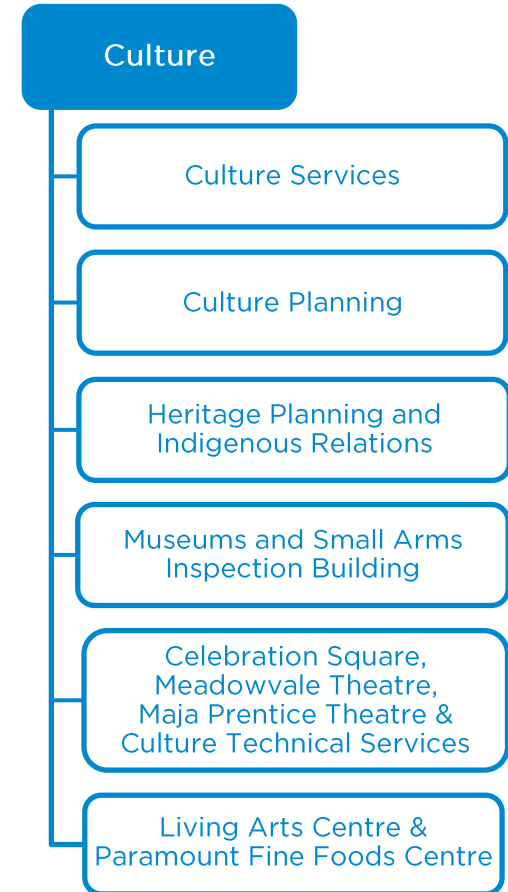 Culture
Culture Services
Culture Planning
Heritage Planning and
Indigenous Relations
Museums and Small Arms
Inspection Building
Celebration Square,
Meadowvale Theatre,
Maja Prentice Theatre &
Culture Technical Services
Living Arts Centre &
Paramount Fine Foods Centre